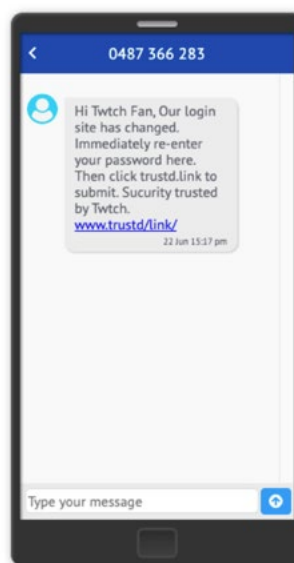 0487 366 283
Hi Twtch Fan, Our login
site has changed.
Immediately re-enter
your password here.
Then click trustd.link to
submit. Sucurity trusted
by Twtch.
www.trustd/link/
22 Jun 15:17 pm
Type your message